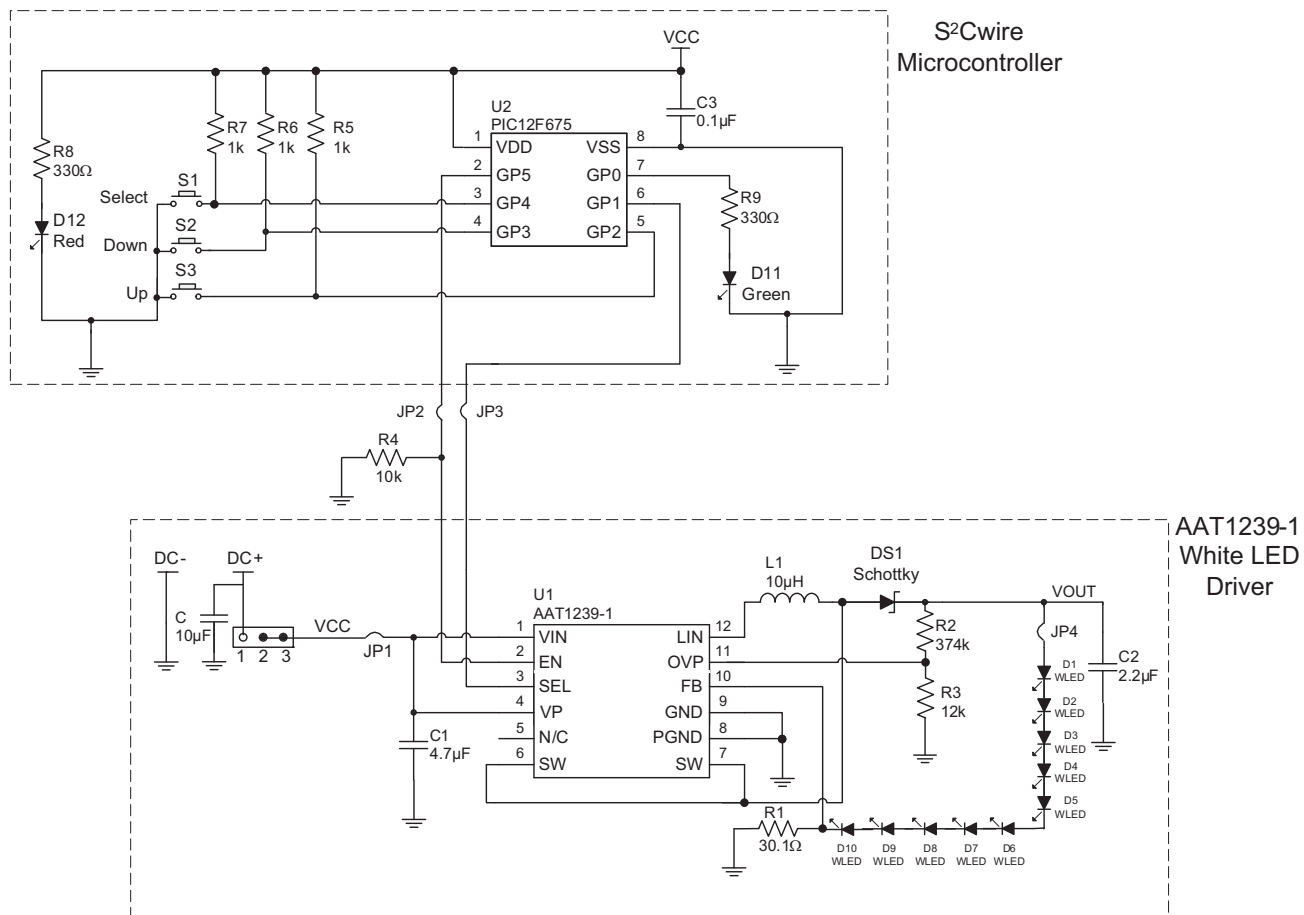 S²Cwire
Microcontroller
VCC
C3
0.1µF
U2
PIC12F675
R7
1k
R6
1k
R5
1k
R8
330Ω
1 VDD VSS 8
2 GP5 GP0 7
3 GP4 GP1 6
4 GP3 GP2 5
S1
Select
D12
Red
S2
Down
S3
Up
R9
330Ω
D11
Green
JP2
JP3
R4
10k
AAT1239-1
White LED
Driver
DC-
DC+
C
10µF
1 2 3
VCC
JP1
C1
4.7µF
U1
AAT1239-1
1 VIN LIN 12
2 EN OVP 11
3 SEL FB 10
4 VP GND 9
5 N/C PGND 8
6 SW SW 7
L1
10µH
DS1
Schottky
VOUT
R2
374k
R3
12k
JP4
C2
2.2µF
D1
WLED
D2
WLED
D3
WLED
D4
WLED
D5
WLED
R1
30.1Ω
D10
WLED
D9
WLED
D8
WLED
D7
WLED
D6
WLED